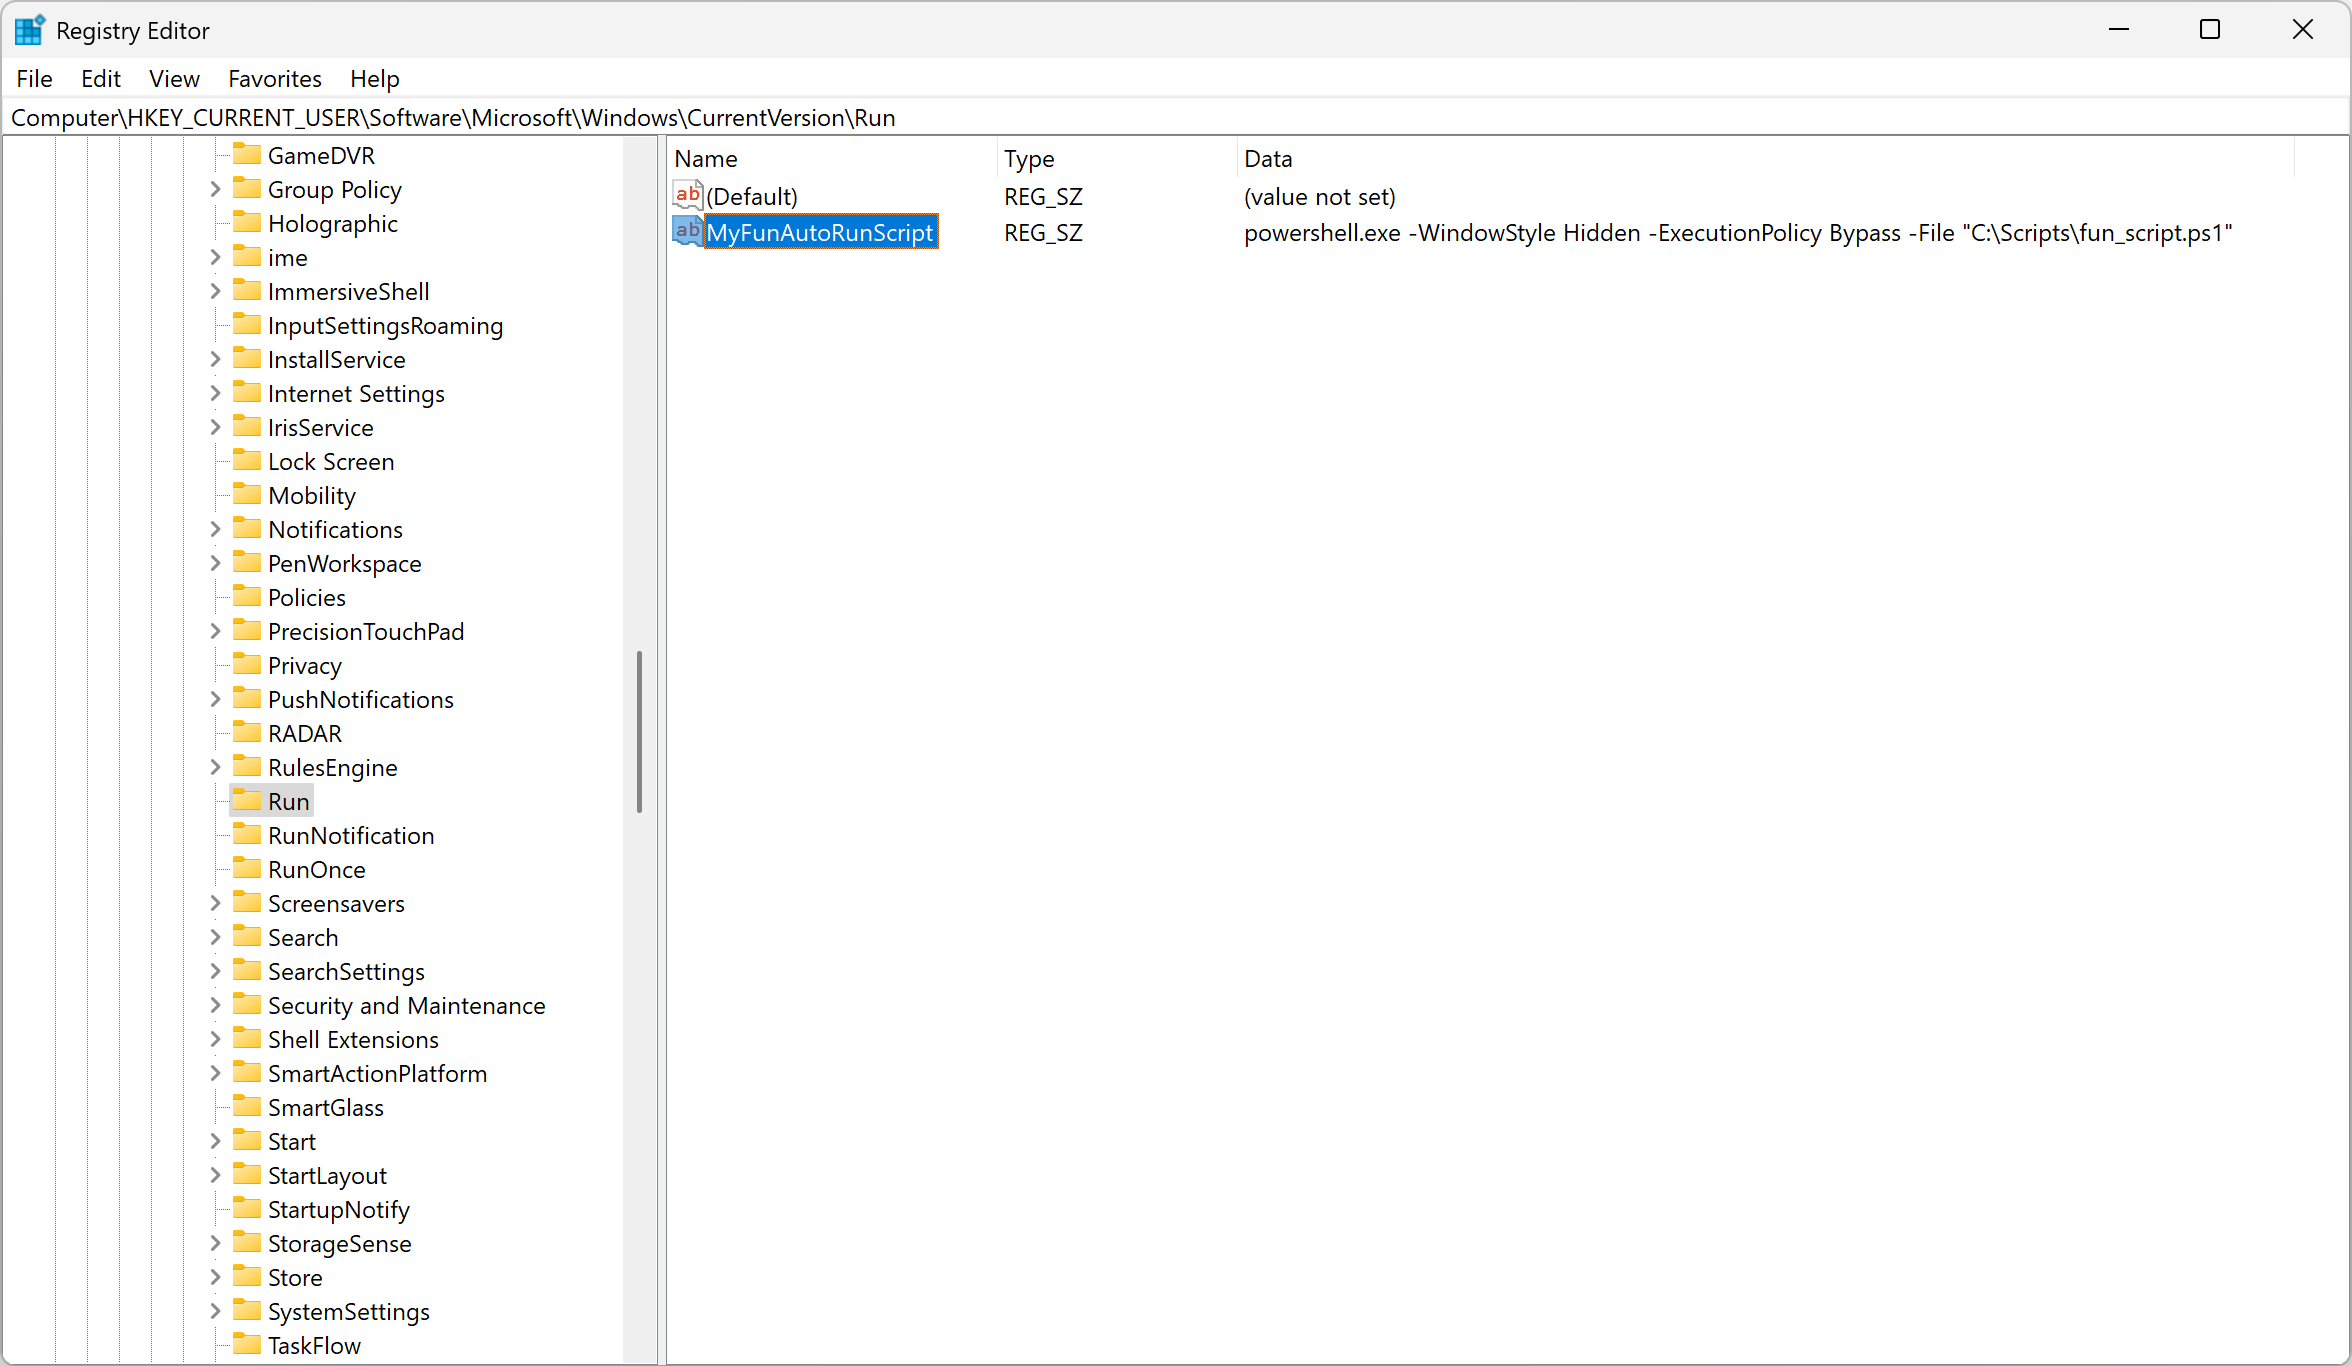 Registry Editor
File Edit View Favorites Help
Computer\HKEY_CURRENT_USER\Software\Microsoft\Windows\CurrentVersion\Run
GameDVR
Group Policy
Holographic
ime
ImmersiveShell
InputSettingsRoaming
InstallService
Internet Settings
IrisService
Lock Screen
Mobility
Notifications
PenWorkspace
Policies
PrecisionTouchPad
Privacy
PushNotifications
RADAR
RulesEngine
Run
RunNotification
RunOnce
Screensavers
Search
SearchSettings
Security and Maintenance
Shell Extensions
SmartActionPlatform
SmartGlass
Start
StartLayout
StartupNotify
StorageSense
Store
SystemSettings
TaskFlow
Name Type Data
ab (Default) REG_SZ (value not set)
ab MyFunAutoRunScript REG_SZ powershell.exe -WindowStyle Hidden -ExecutionPolicy Bypass -File "C:\Scripts\fun_script.ps1"